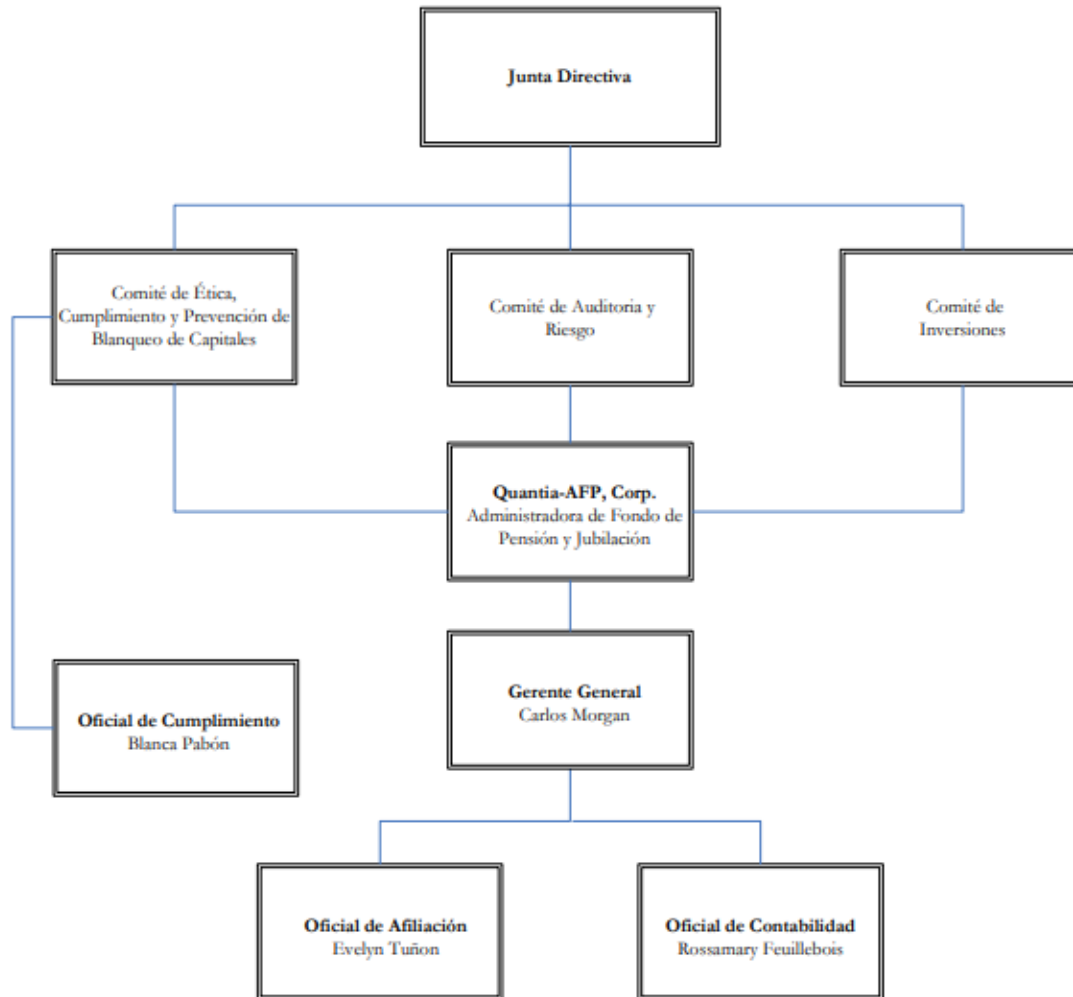 Junta Directiva
Comité de Ética,
Cumplimiento y Prevención de
Blanqueo de Capitales
Comité de Auditoria y
Riesgo
Comité de
Inversiones
Quantia-AFP, Corp.
Administradora de Fondo de
Pensión y Jubilación
Gerente General
Carlos Morgan
Oficial de Cumplimiento
Blanca Pabón
Oficial de Afiliación
Evelyn Tuñon
Oficial de Contabilidad
Rossamary Feuillebois